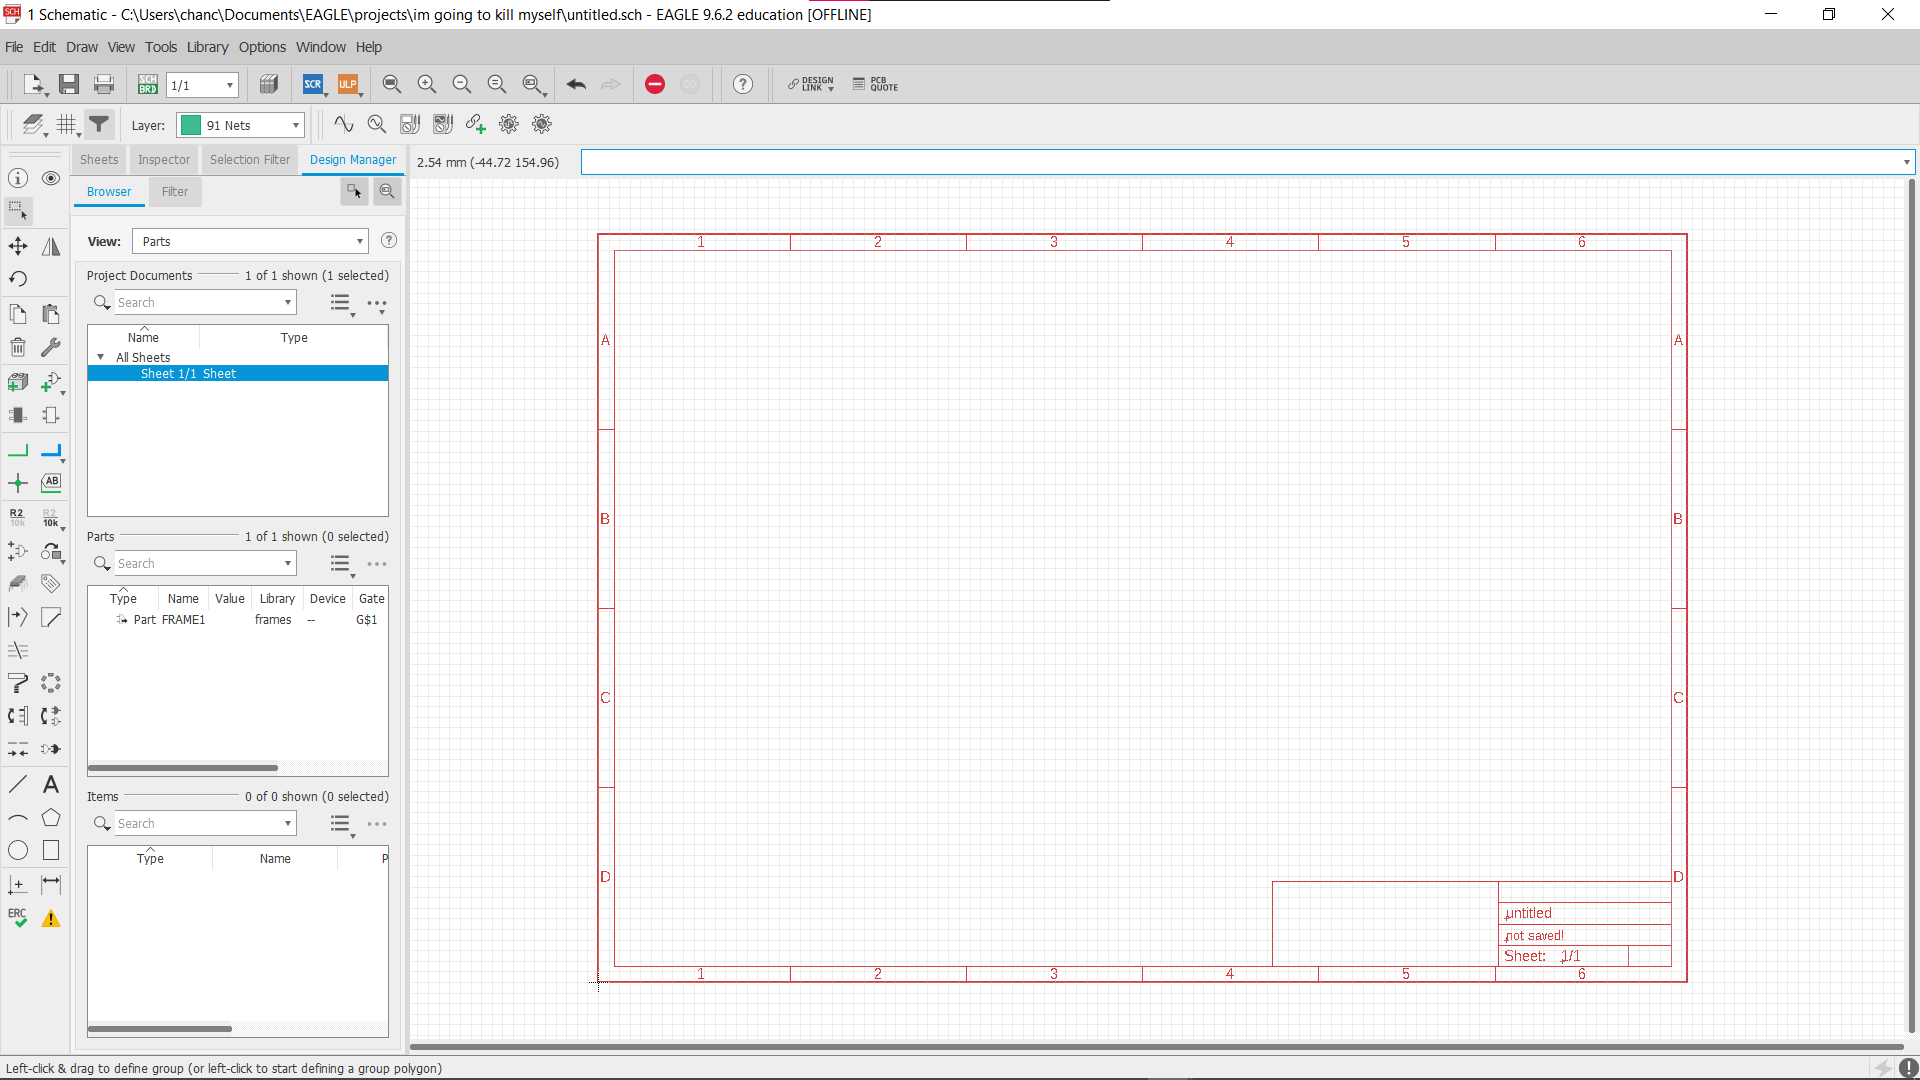 1 Schematic - C:\Users\chanc\Documents\EAGLE\projects\im going to kill myself\untitled.sch - EAGLE 9.6.2 education [OFFLINE]
File Edit Draw View Tools Library Options Window Help
SCH BRD 1/1 SCR ULP GO DESIGN LINK PCB QUOTE
Layer: 91 Nets
Sheets Inspector Selection Filter Design Manager 2.54 mm (-44.72 154.96)
Browser Filter
View: Parts
Project Documents 1 of 1 shown (1 selected)
Search
Name Type
All Sheets
Sheet 1/1 Sheet
Parts 1 of 1 shown (0 selected)
Search
Type Name Value Library Device Gate
Part FRAME1 frames -- G$1
Items 0 of 0 shown (0 selected)
Search
Type Name P
SCH
AB
R2 10k R2 10k
A
ERC
1 2 3 4 5 6
A A
B B
C C
D D
untitled
not saved!
Sheet: 1/1
1 2 3 4 5 6
Left-click & drag to define group (or left-click to start defining a group polygon)